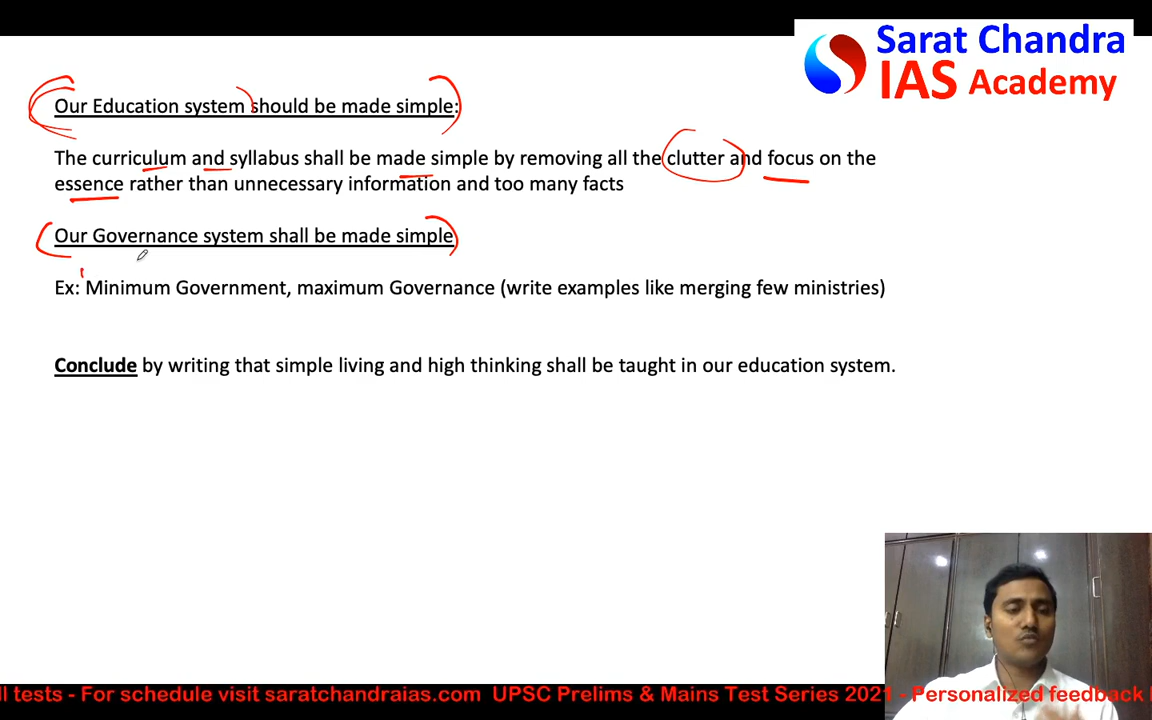 Sarat Chandra
IAS Academy
Our Education system should be made simple:
The curriculum and syllabus shall be made simple by removing all the clutter and focus on the
essence rather than unnecessary information and too many facts
Our Governance system shall be made simple
Ex: Minimum Government, maximum Governance (write examples like merging few ministries)
Conclude by writing that simple living and high thinking shall be taught in our education system.
ll tests - For schedule visit saratchandraias.com UPSC Prelims & Mains Test Series 2021 - Personalized feedback